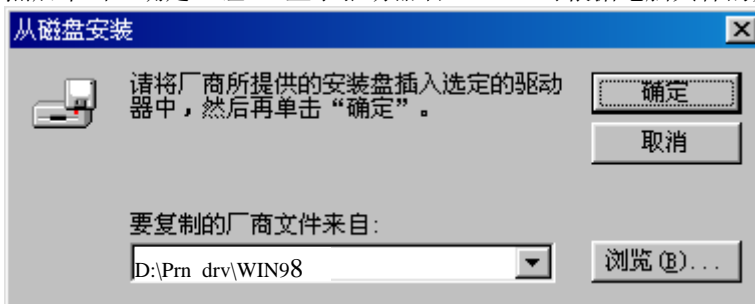 从磁盘安装
请将厂商所提供的安装盘插入选定的驱动
器中，然后再单击“确定”。
确定
取消
要复制的厂商文件来自:
D:\Prn drv\WIN98
浏览(B)...